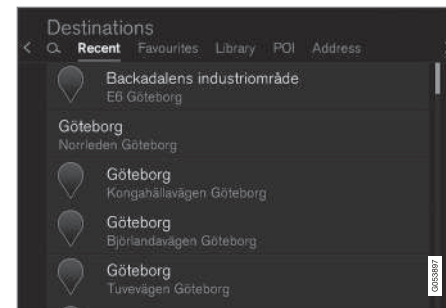 Destinations
Recent Favourites Library POI Address
Backadalens industriområde
E6 Göteborg
Göteborg
Norrleden Göteborg
Göteborg
Kongahällavägen Göteborg
Göteborg
Björlandavägen Göteborg
Göteborg
Tuvevägen Göteborg
G053897